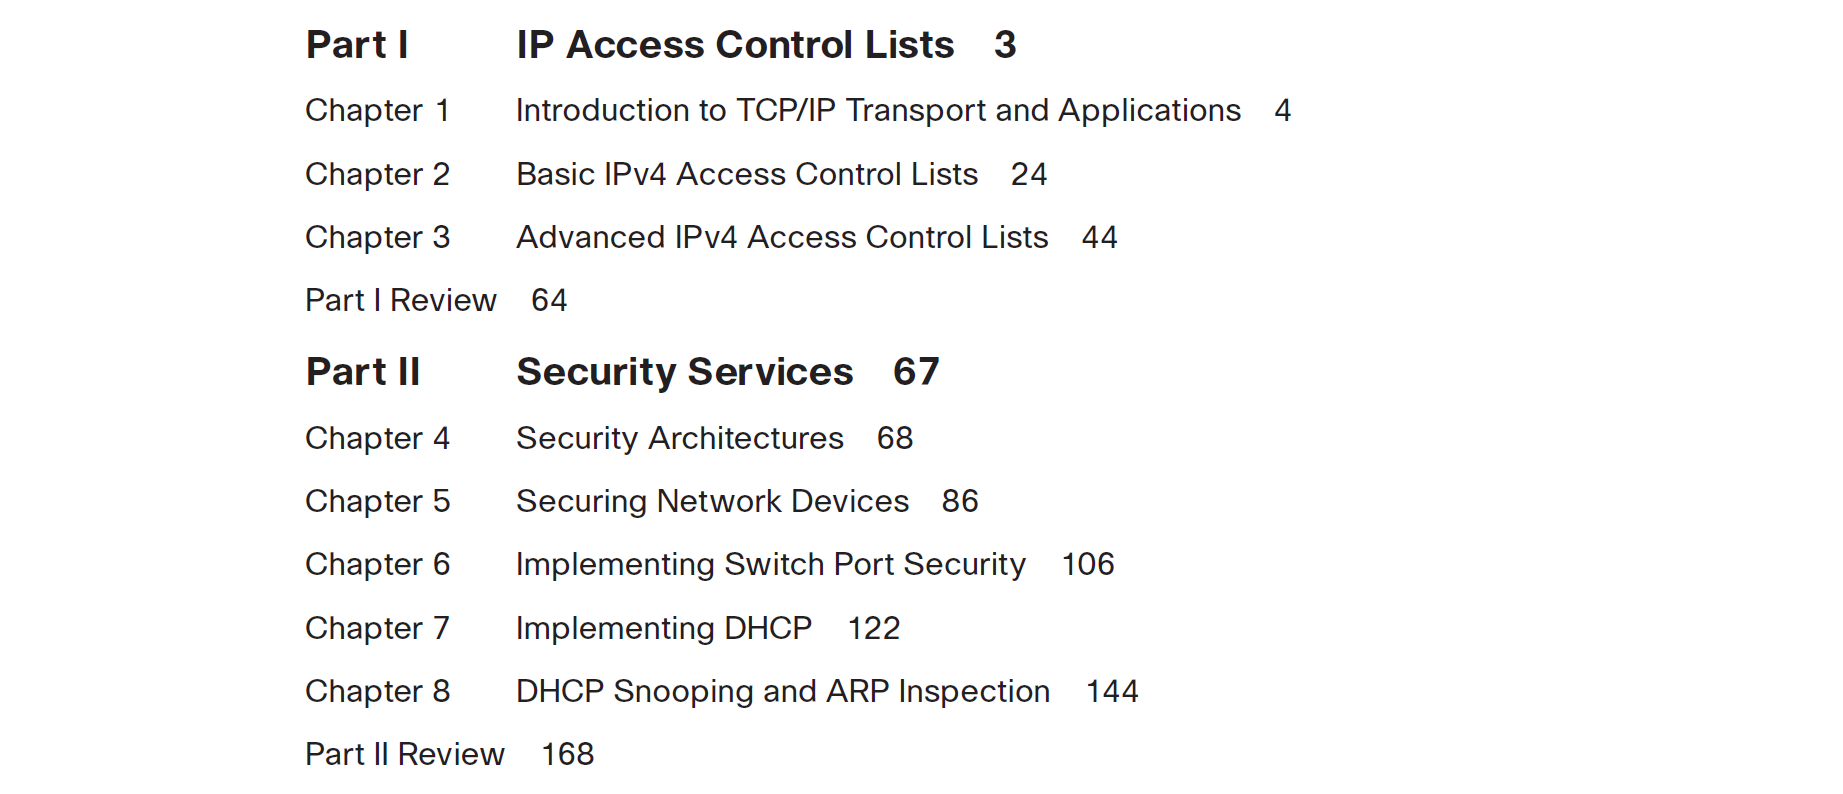 Part I IP Access Control Lists 3
Chapter 1 Introduction to TCP/IP Transport and Applications 4
Chapter 2 Basic IPv4 Access Control Lists 24
Chapter 3 Advanced IPv4 Access Control Lists 44
Part I Review 64
Part II Security Services 67
Chapter 4 Security Architectures 68
Chapter 5 Securing Network Devices 86
Chapter 6 Implementing Switch Port Security 106
Chapter 7 Implementing DHCP 122
Chapter 8 DHCP Snooping and ARP Inspection 144
Part II Review 168